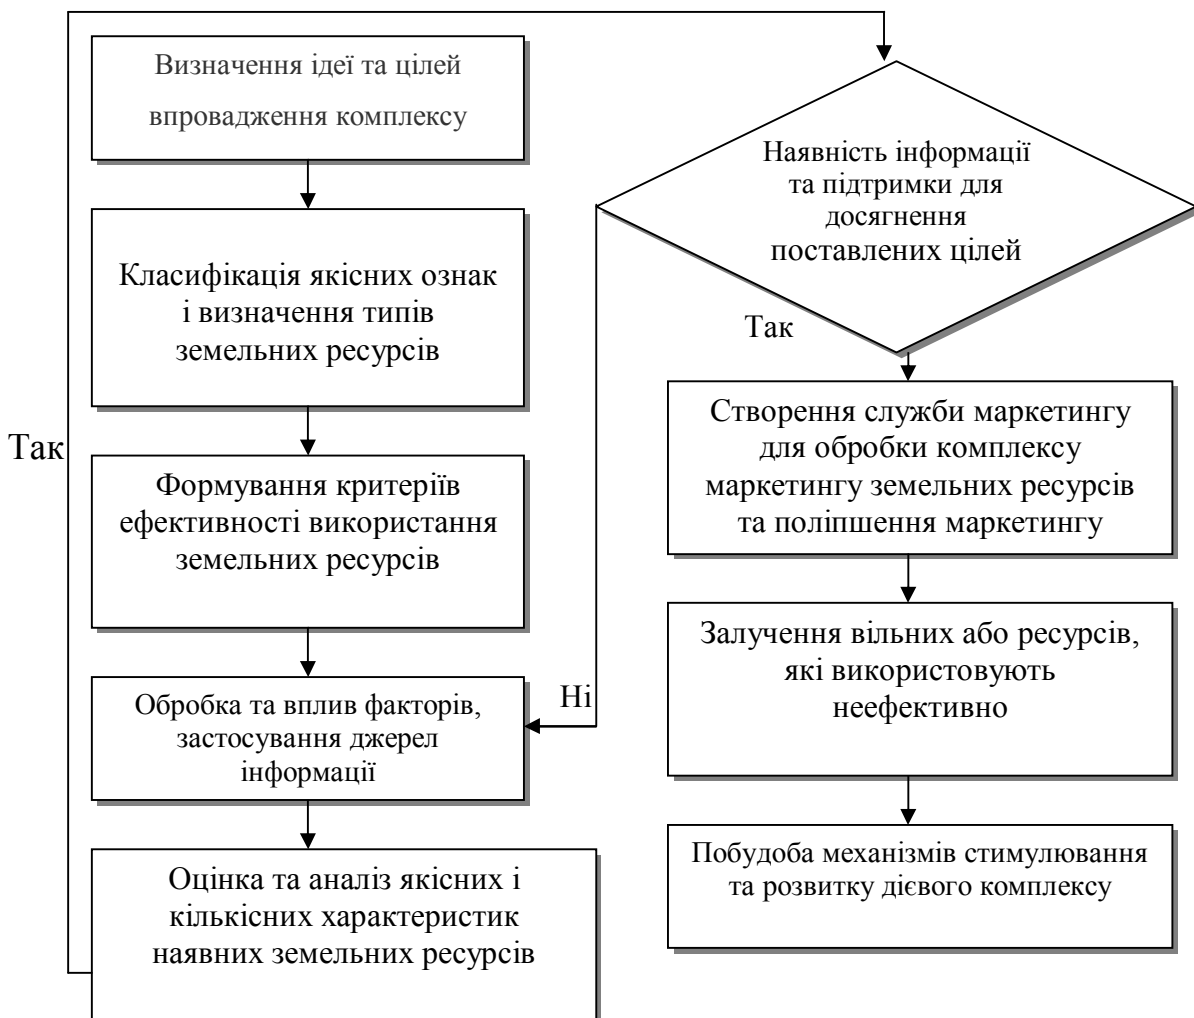 Визначення ідеї та цілей
впровадження комплексу
Класифікація якісних ознак
і визначення типів
земельних ресурсів
Так
Формування критеріїв
ефективності використання
земельних ресурсів
Обробка та вплив факторів,
застосування джерел
інформації
Ні
Оцінка та аналіз якісних і
кількісних характеристик
наявних земельних ресурсів
Наявність інформації
та підтримки для
досягнення
поставлених цілей
Так
Створення служби маркетингу
для обробки комплексу
маркетингу земельних ресурсів
та поліпшення маркетингу
Залучення вільних або ресурсів,
які використовують
неефективно
Побудоба механізмів стимулювання
та розвитку дієвого комплексу